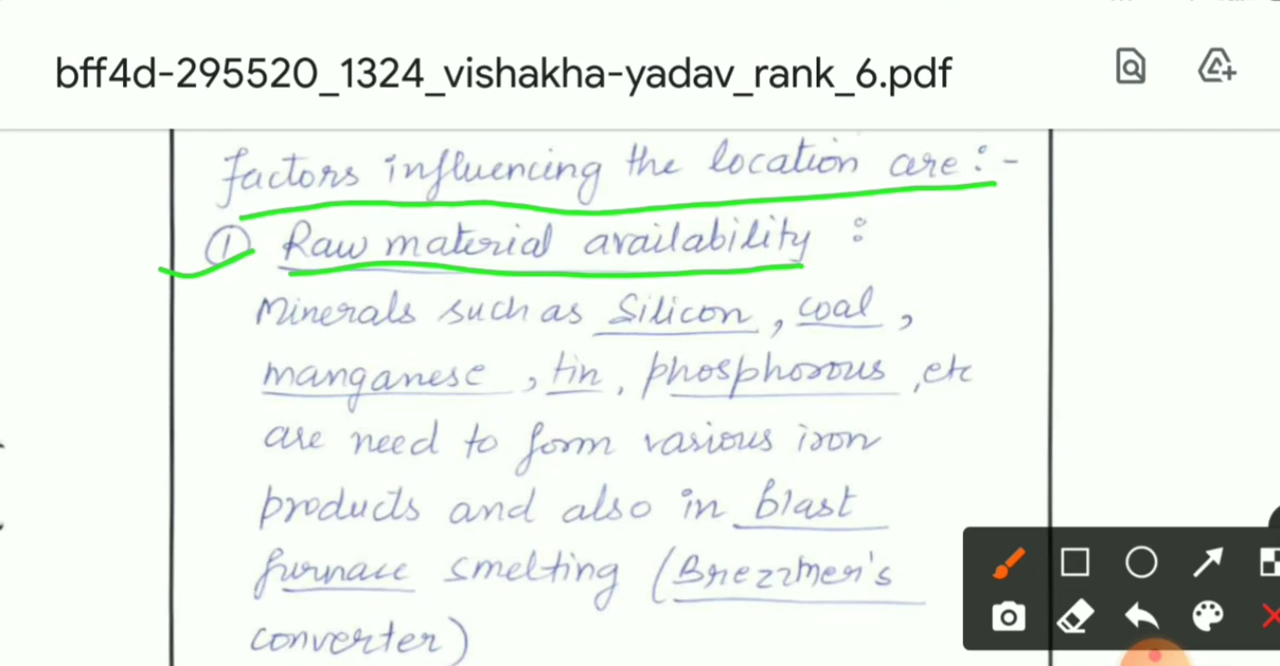 bff4d-295520_1324_vishakha-yadav_rank_6.pdf
factors influencing the location are:-
① Raw material availability :
Minerals such as Silicon, coal,
manganese, tin, phosphorous, etc
are need to form various iron
products and also in blast
furnace smelting (Brezzmer's
converter)